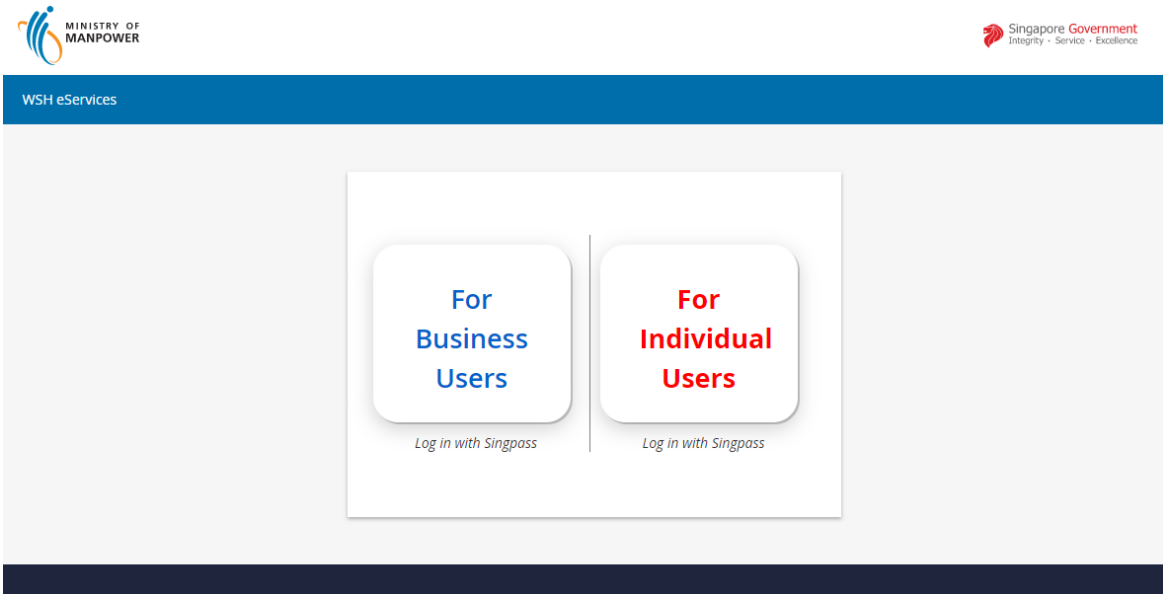 MINISTRY OF
MANPOWER
Singapore Government
Integrity · Service · Excellence
WSH eServices
For
Business
Users
Log in with Singpass
For
Individual
Users
Log in with Singpass